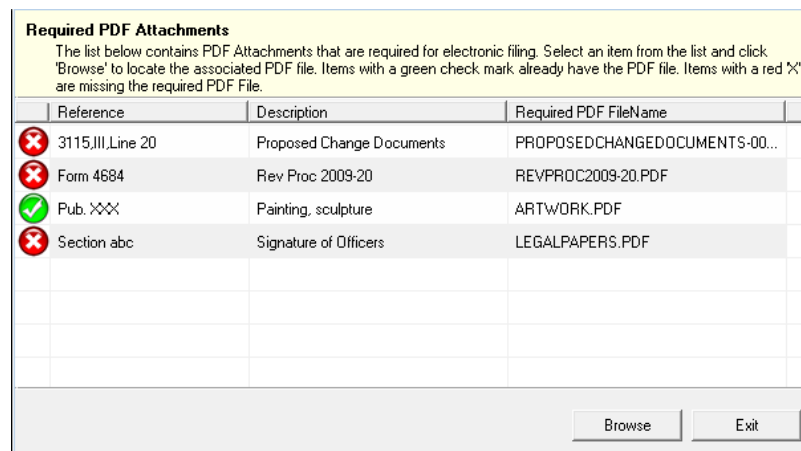 Required PDF Attachments
The list below contains PDF Attachments that are required for electronic filing. Select an item from the list and click
'Browse' to locate the associated PDF file. Items with a green check mark already have the PDF file. Items with a red 'X'
are missing the required PDF File.
Reference Description Required PDF FileName
3115,III,Line 20 Proposed Change Documents PROPOSEDCHANGEDOCUMENTS-00...
Form 4684 Rev Proc 2009-20 REVPROC2009-20.PDF
Pub. XXX Painting, sculpture ARTWORK.PDF
Section abc Signature of Officers LEGALPAPERS.PDF
Browse Exit